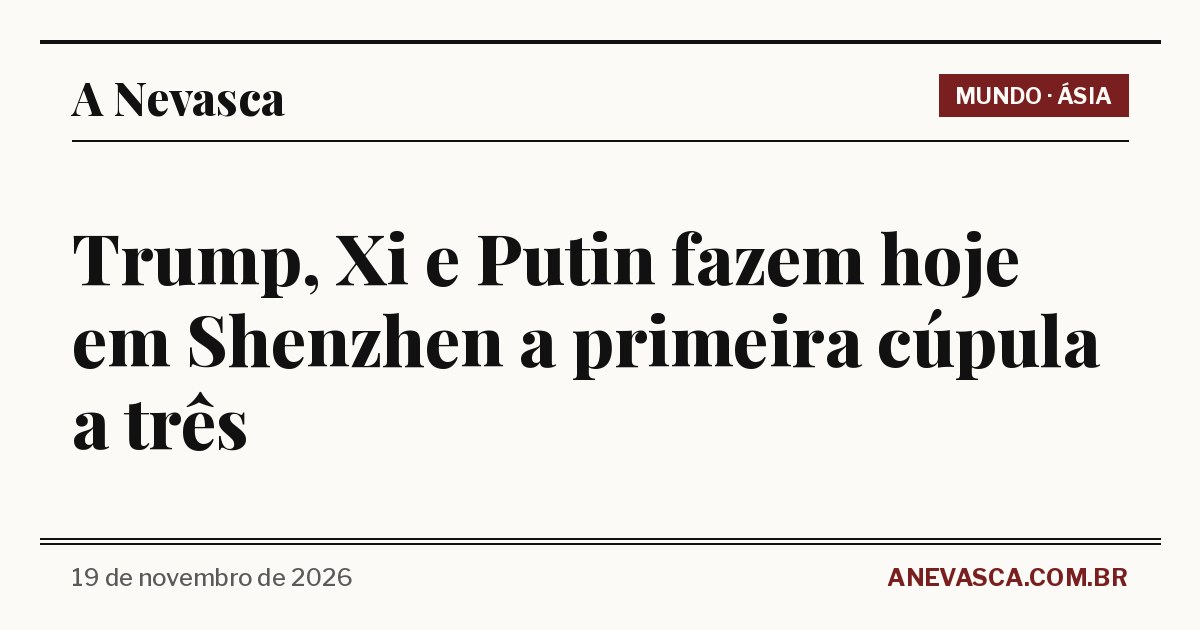 A Nevasca
MUNDO · ÁSIA
Trump, Xi e Putin fazem hoje
em Shenzhen a primeira cúpula
a três
19 de novembro de 2026
ANEVASCA.COM.BR